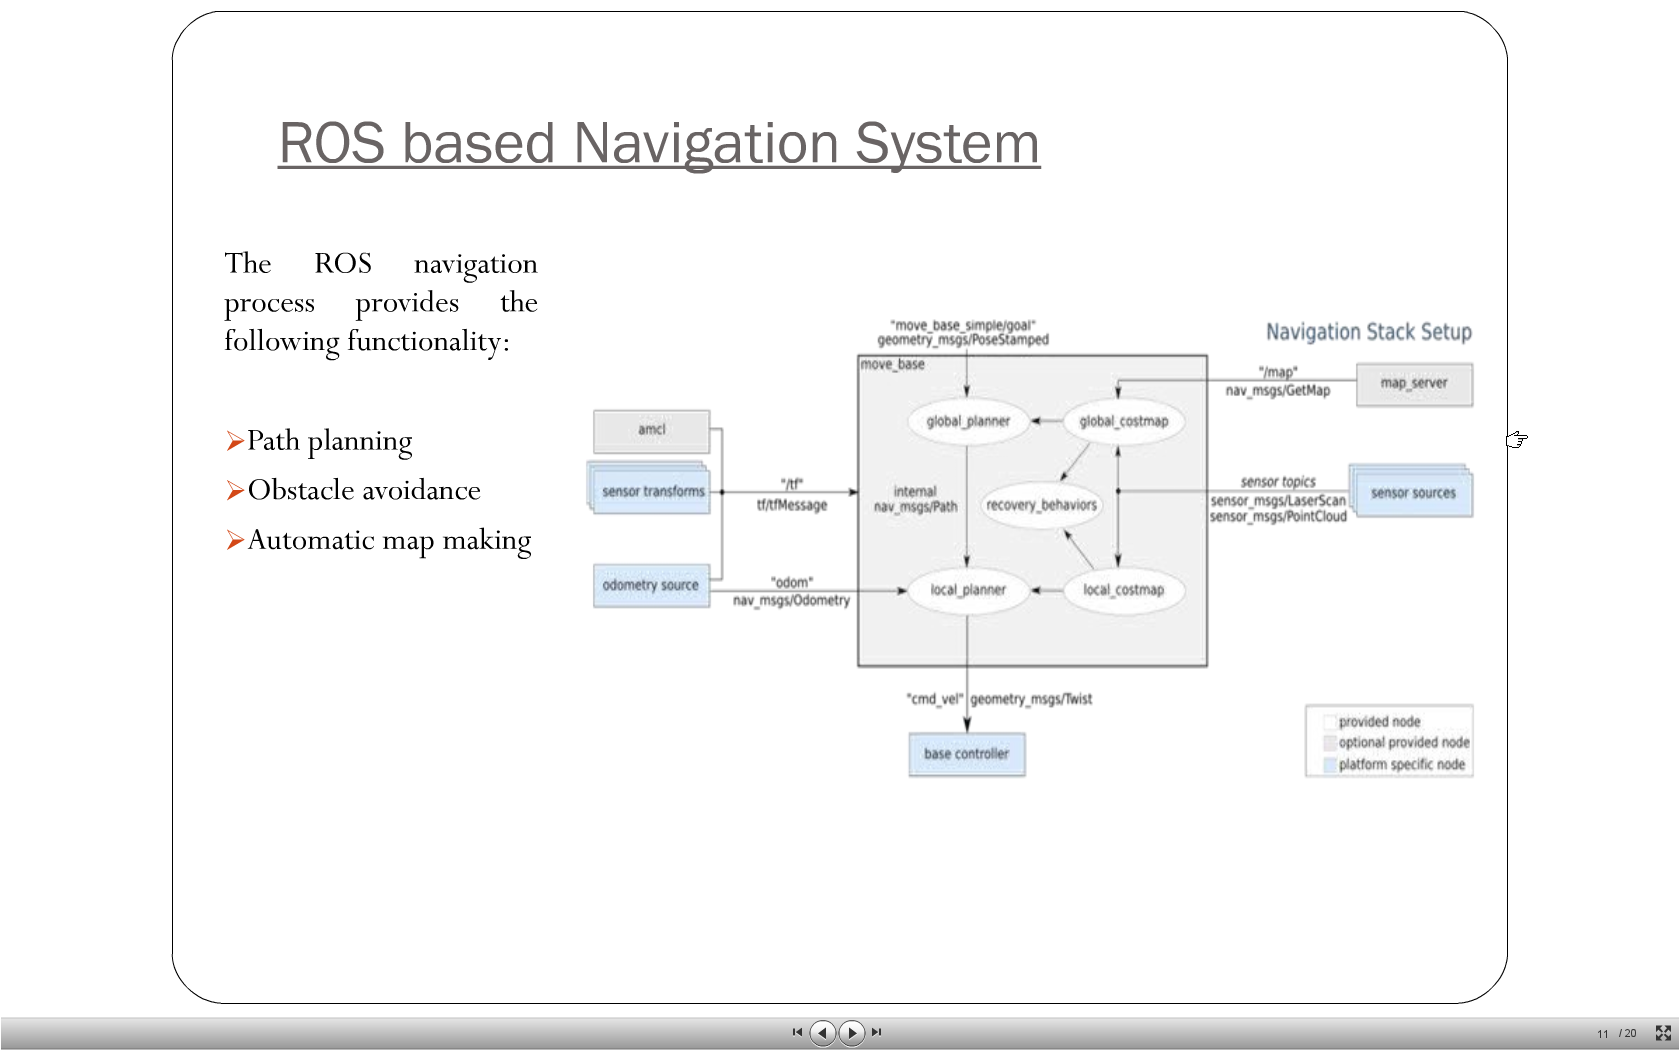 ROS based Navigation System
The ROS navigation
process provides the
following functionality:
Path planning
Obstacle avoidance
Automatic map making
Navigation Stack Setup
"move_base_simple/goal"
geometry_msgs/PoseStamped
move_base
"/map"
nav_msgs/GetMap
map_server
global_planner
global_costmap
amcl
sensor transforms
"/tf"
tf/tfMessage
internal
nav_msgs/Path
recovery_behaviors
sensor topics
sensor_msgs/LaserScan
sensor_msgs/PointCloud
sensor sources
odometry source
"odom"
nav_msgs/Odometry
local_planner
local_costmap
"cmd_vel" geometry_msgs/Twist
base controller
provided node
optional provided node
platform specific node
11 / 20